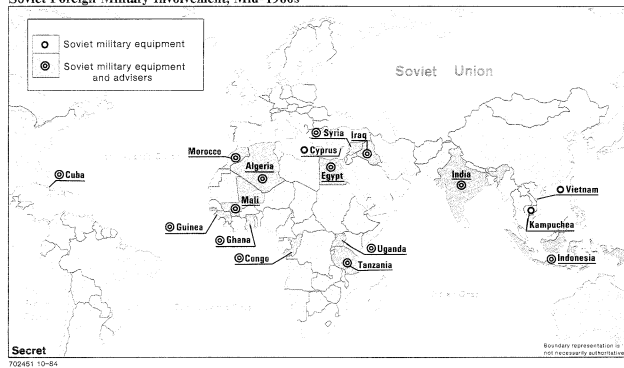 Soviet Foreign Military Involvement, Mid-1960s
Soviet military equipment
Soviet military equipment
and advisers
Soviet Union
Syria
Iraq
Cyprus
Morocco
Algeria
Egypt
India
Cuba
Mali
Vietnam
Guinea
Kampuchea
Ghana
Uganda
Congo
Tanzania
Indonesia
Secret
Boundary representation is
not necessarily authoritative
702451 10-84